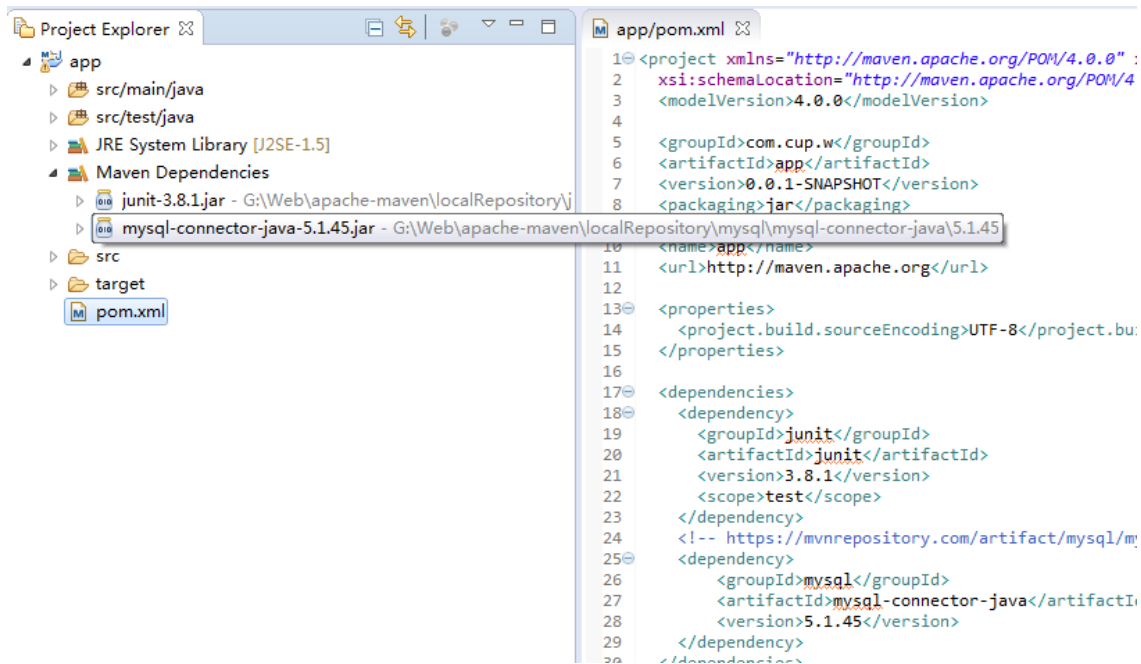 Project Explorer
app
src/main/java
src/test/java
JRE System Library [J2SE-1.5]
Maven Dependencies
junit-3.8.1.jar - G:\Web\apache-maven\localRepository\j
mysql-connector-java-5.1.45.jar - G:\Web\apache-maven\localRepository\mysql\mysql-connector-java\5.1.45
src
target
pom.xml
app/pom.xml
1 <project xmlns="http://maven.apache.org/POM/4.0.0"
2 xsi:schemaLocation="http://maven.apache.org/POM/4
3 <modelVersion>4.0.0</modelVersion>
4
5 <groupId>com.cup.w</groupId>
6 <artifactId>app</artifactId>
7 <version>0.0.1-SNAPSHOT</version>
8 <packaging>jar</packaging>
10 <name>app</name>
11 <url>http://maven.apache.org</url>
12
13 <properties>
14 <project.build.sourceEncoding>UTF-8</project.bui
15 </properties>
16
17 <dependencies>
18 <dependency>
19 <groupId>junit</groupId>
20 <artifactId>junit</artifactId>
21 <version>3.8.1</version>
22 <scope>test</scope>
23 </dependency>
24 <!-- https://mvnrepository.com/artifact/mysql/my
25 <dependency>
26 <groupId>mysql</groupId>
27 <artifactId>mysql-connector-java</artifactId
28 <version>5.1.45</version>
29 </dependency>
30 </dependencies>